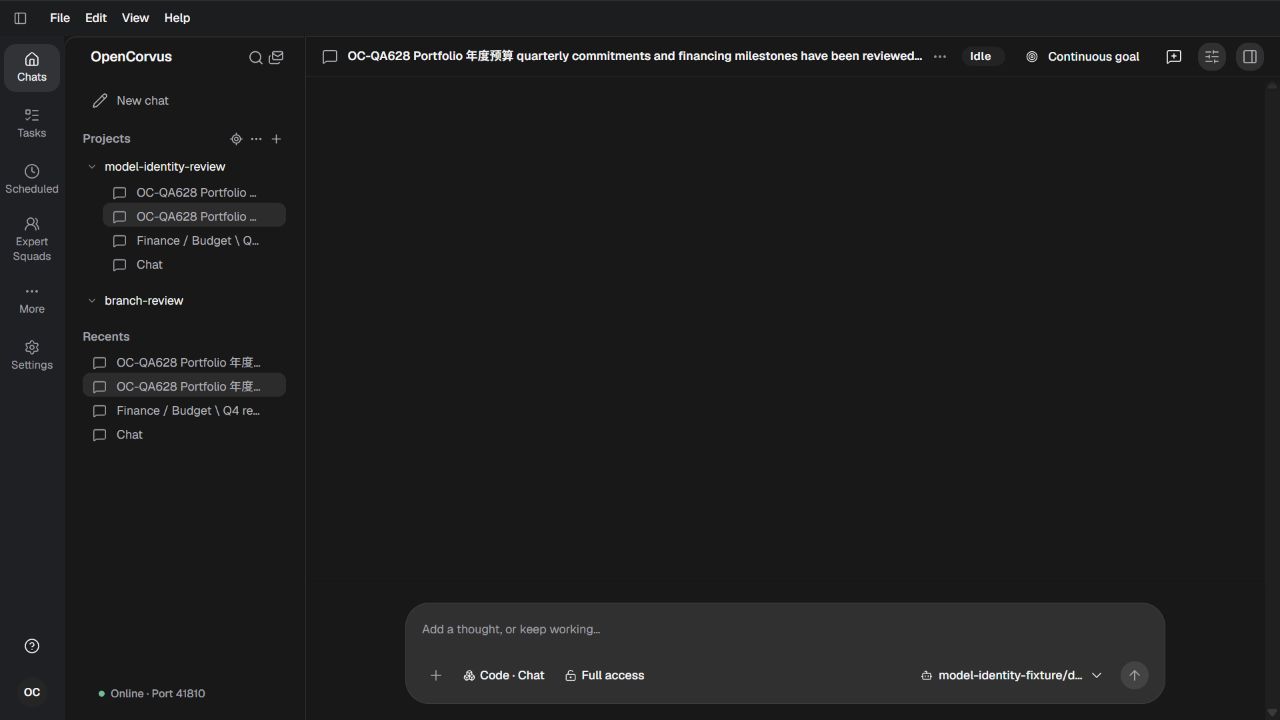 File Edit View Help
Chats
Tasks
Scheduled
Expert
Squads
More
Settings
OC
OpenCorvus
New chat
Projects
model-identity-review
OC-QA628 Portfolio ...
OC-QA628 Portfolio ...
Finance / Budget \ Q...
Chat
branch-review
Recents
OC-QA628 Portfolio 年度...
OC-QA628 Portfolio 年度...
Finance / Budget \ Q4 re...
Chat
Online · Port 41810
OC-QA628 Portfolio 年度预算 quarterly commitments and financing milestones have been reviewed...
Idle
Continuous goal
Add a thought, or keep working...
Code · Chat
Full access
model-identity-fixture/d...